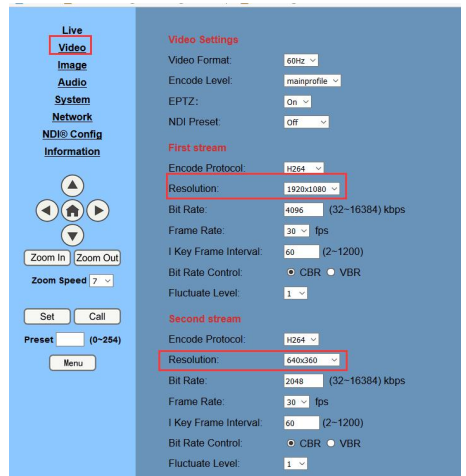 Live
Video
Image
Audio
System
Network
NDI® Config
Information
Zoom In Zoom Out
Zoom Speed 7
Set Call
Preset (0~254)
Menu
Video Settings
Video Format: 60Hz
Encode Level: mainprofile
EPTZ: On
NDI Preset: Off
First stream
Encode Protocol: H264
Resolution: 1920x1080
Bit Rate: 4096 (32~16384) kbps
Frame Rate: 30 fps
I Key Frame Interval: 60 (2~1200)
Bit Rate Control: CBR VBR
Fluctuate Level: 1
Second stream
Encode Protocol: H264
Resolution: 640x360
Bit Rate: 2048 (32~16384) kbps
Frame Rate: 30 fps
I Key Frame Interval: 60 (2~1200)
Bit Rate Control: CBR VBR
Fluctuate Level: 1